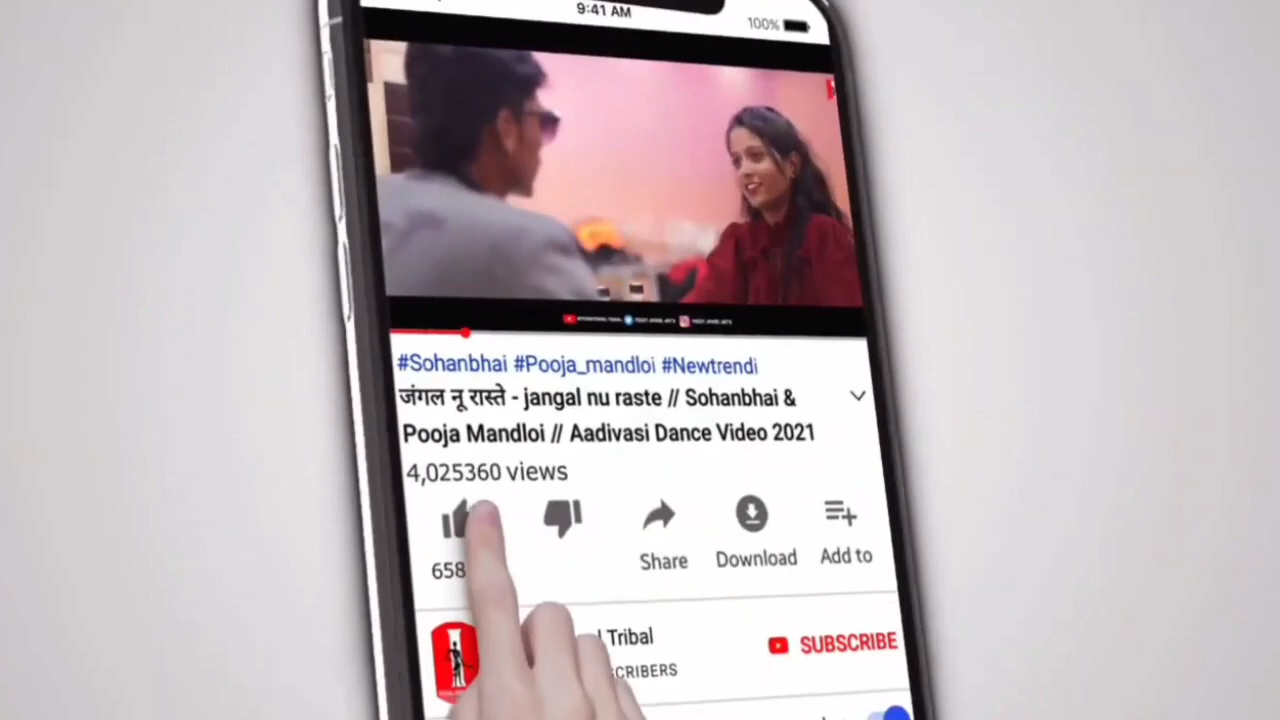 9:41 AM
100%
#Sohanbhai #Pooja_mandloi #Newtrendi
जंगल नू रास्ते - jangal nu raste // Sohanbhai &
Pooja Mandloi // Aadivasi Dance Video 2021
4,025360 views
658
Share
Download
Add to
Tribal
SUBSCRIBE